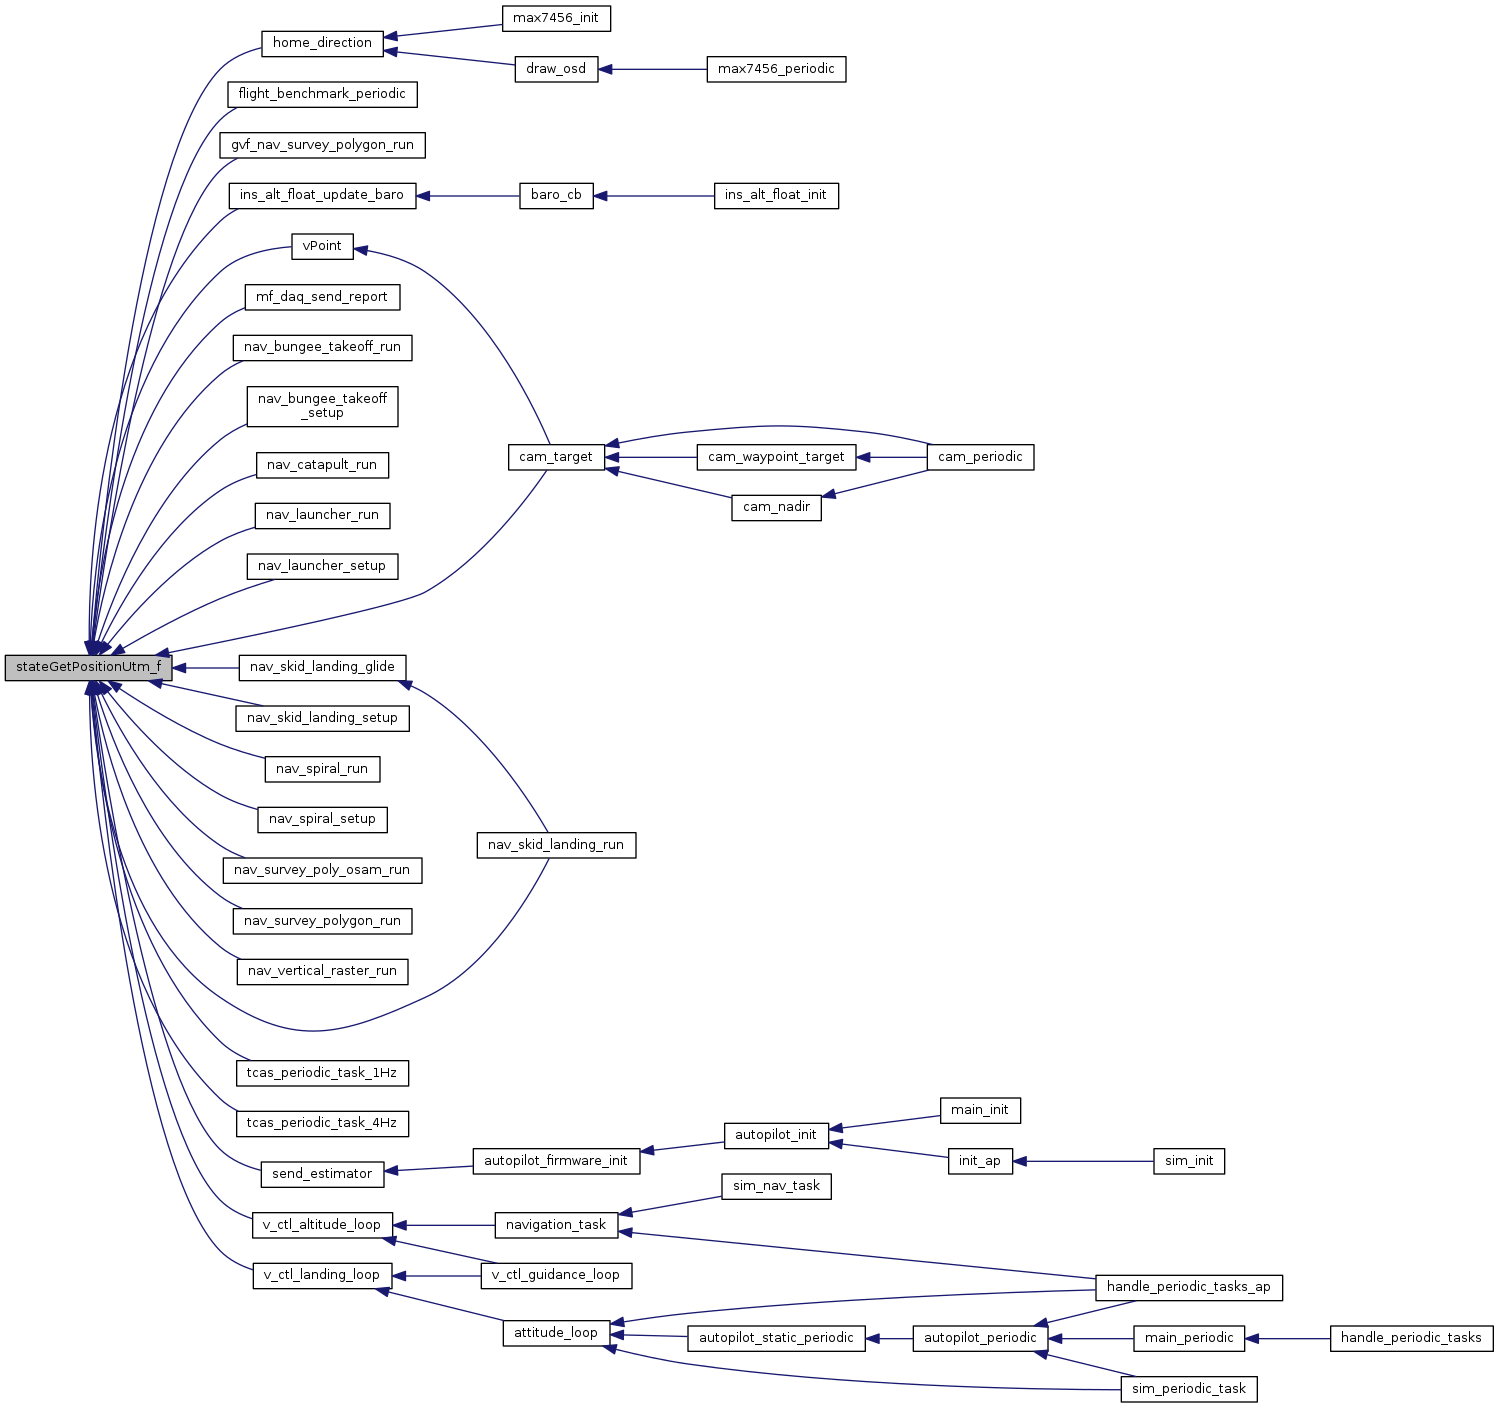 max7456_init
home_direction
draw_osd
max7456_periodic
flight_benchmark_periodic
gvf_nav_survey_polygon_run
ins_alt_float_update_baro
baro_cb
ins_alt_float_init
vPoint
mf_daq_send_report
nav_bungee_takeoff_run
nav_bungee_takeoff
_setup
cam_target
cam_waypoint_target
cam_periodic
nav_catapult_run
cam_nadir
nav_launcher_run
nav_launcher_setup
stateGetPositionUtm_f
nav_skid_landing_glide
nav_skid_landing_setup
nav_spiral_run
nav_spiral_setup
nav_skid_landing_run
nav_survey_poly_osam_run
nav_survey_polygon_run
nav_vertical_raster_run
tcas_periodic_task_1Hz
tcas_periodic_task_4Hz
main_init
autopilot_init
autopilot_firmware_init
init_ap
sim_init
send_estimator
sim_nav_task
v_ctl_altitude_loop
navigation_task
v_ctl_landing_loop
v_ctl_guidance_loop
handle_periodic_tasks_ap
attitude_loop
autopilot_static_periodic
autopilot_periodic
main_periodic
handle_periodic_tasks
sim_periodic_task